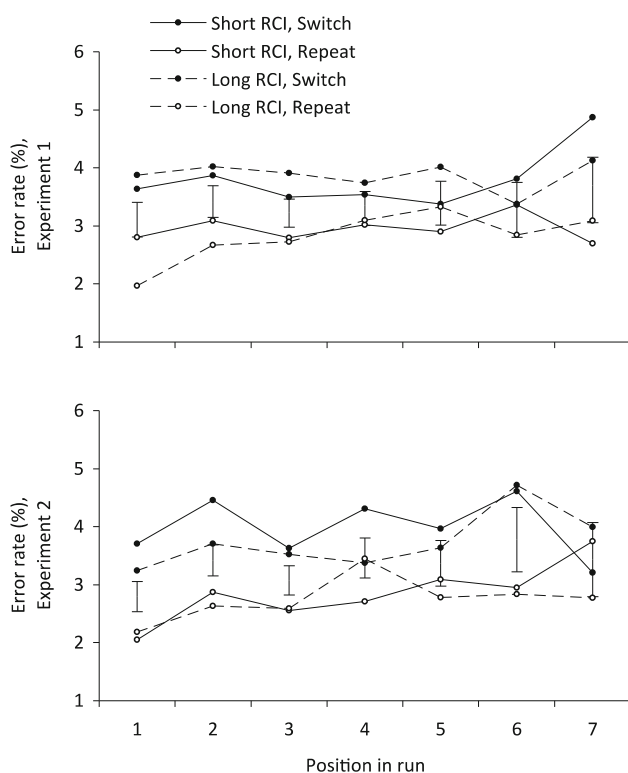 Short RCI, Switch
Short RCI, Repeat
Long RCI, Switch
Long RCI, Repeat
Error rate (%),
Experiment 1
6
5
4
3
2
1
Error rate (%),
Experiment 2
6
5
4
3
2
1
1 2 3 4 5 6 7
Position in run